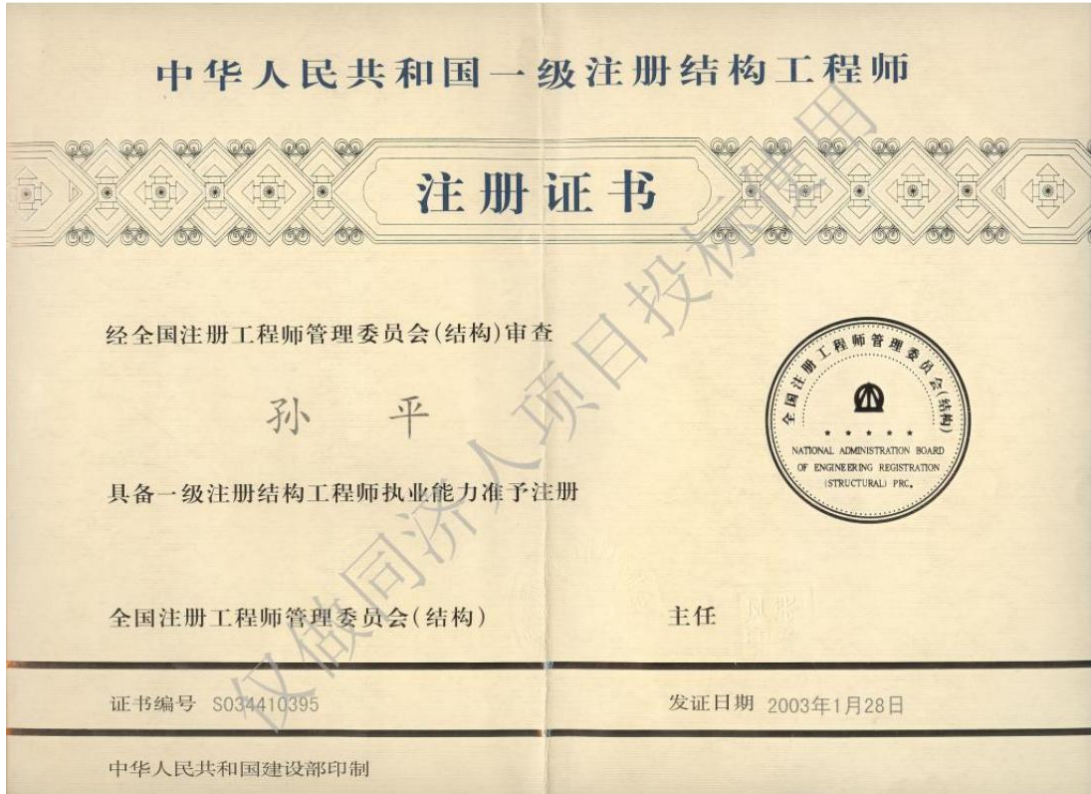 中华人民共和国一级注册结构工程师
注册证书
经全国注册工程师管理委员会(结构)审查
孙 平
具备一级注册结构工程师执业能力准予注册
全国注册工程师管理委员会(结构)
NATIONAL ADMINISTRATION BOARD
OF ENGINEERING REGISTRATION
(STRUCTURAL) PRC.
全国注册工程师管理委员会(结构)
主任
证书编号 S034410395
发证日期 2003年1月28日
中华人民共和国建设部印制
仅做同济人项目投标使用